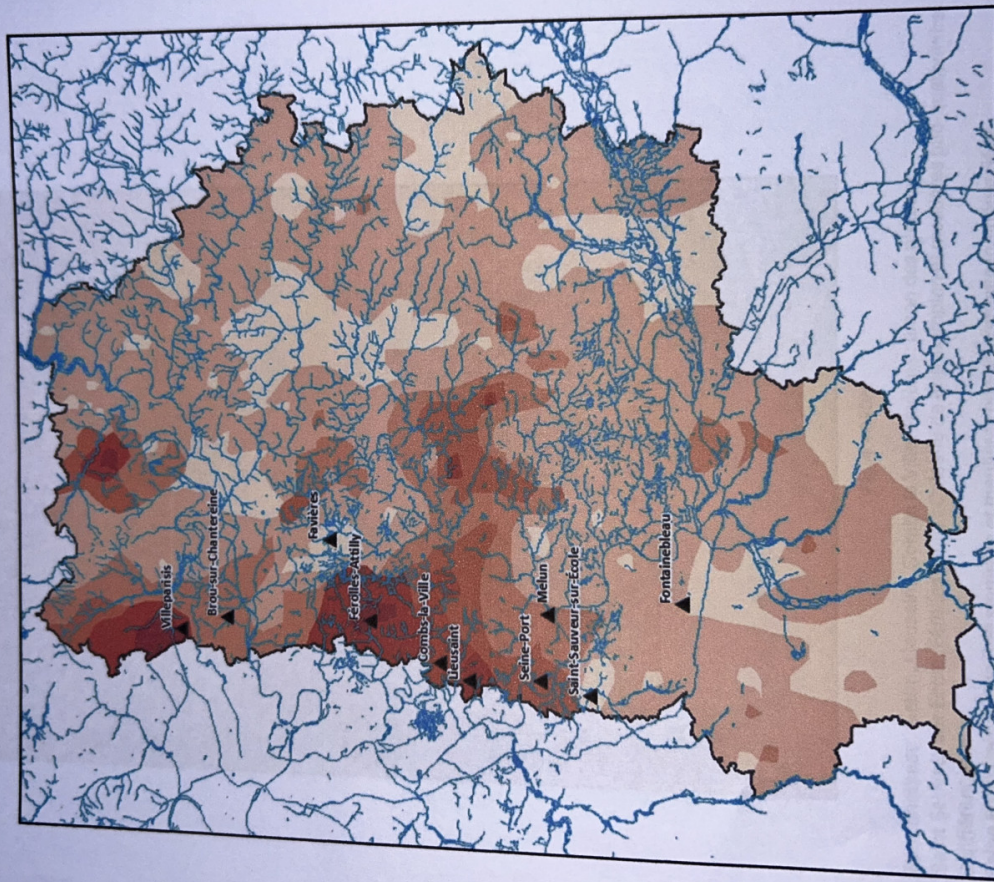 Villeparisis
Brou-sur-Chantereine
Favières
Férolles-Attilly
Combs-la-Ville
Lieusaint
Seine-Port
Melun
Saint-Sauveur-sur-École
Fontainebleau